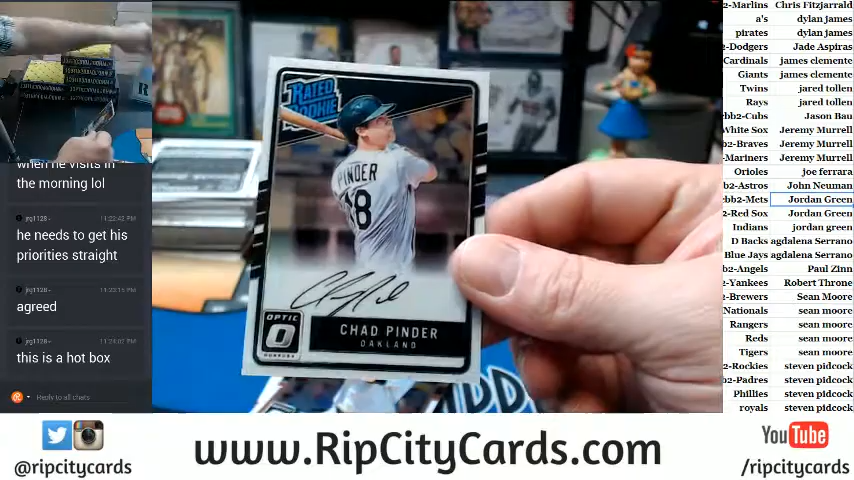 when he visits in
the morning lol
jrg1128
11:22:42 PM
he needs to get his
priorities straight
jrg1128
11:23:15 PM
agreed
jrg1128
11:24:02 PM
this is a hot box
Reply to all chats
RATED
ROOKIE
PINDER
18
OPTIC
DONRUSS
CHAD PINDER
OAKLAND
2-Marlins Chris Fitzjarrald
a's dylan james
pirates dylan james
2-Dodgers Jade Aspiras
Cardinals james clemente
Giants james clemente
Twins jared tollen
Rays jared tollen
bb2-Cubs Jason Bau
White Sox Jeremy Murrell
b2-Braves Jeremy Murrell
-Mariners Jeremy Murrell
Orioles joe ferrara
b2-Astros John Neuman
bb2-Mets Jordan Green
2-Red Sox Jordan Green
Indians jordan green
D Backs agdalena Serrano
Blue Jays agdalena Serrano
b2-Angels Paul Zinn
-Yankees Robert Throne
-Brewers Sean Moore
Nationals sean moore
Rangers sean moore
Reds sean moore
Tigers sean moore
2-Rockies steven pidcock
b2-Padres steven pidcock
Phillies steven pidcock
royals steven pidcock
@ripcitycards
www.RipCityCards.com
YouTube
/ripcitycards